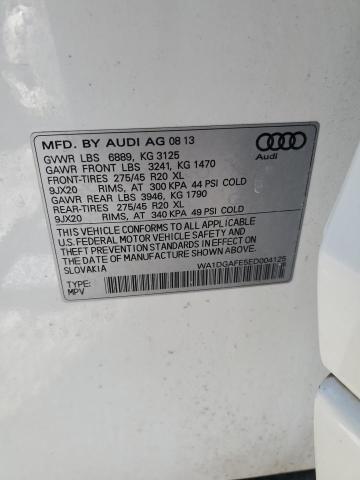 MFD. BY AUDI AG 08 13
GVWR LBS 6889, KG 3125
GAWR FRONT LBS 3241, KG 1470
FRONT-TIRES 275/45 R20 XL
9JX20 RIMS, AT 300 KPA 44 PSI COLD
GAWR REAR LBS 3946, KG 1790
REAR-TIRES 275/45 R20 XL
9JX20 RIMS, AT 340 KPA 49 PSI COLD
THIS VEHICLE CONFORMS TO ALL APPLICABLE
U.S. FEDERAL MOTOR VEHICLE SAFETY AND
THEFT PREVENTION STANDARDS IN EFFECT ON
THE DATE OF MANUFACTURE SHOWN ABOVE.
SLOVAKIA
WA1DGAFE5ED004125
TYPE:
MPV
Audi